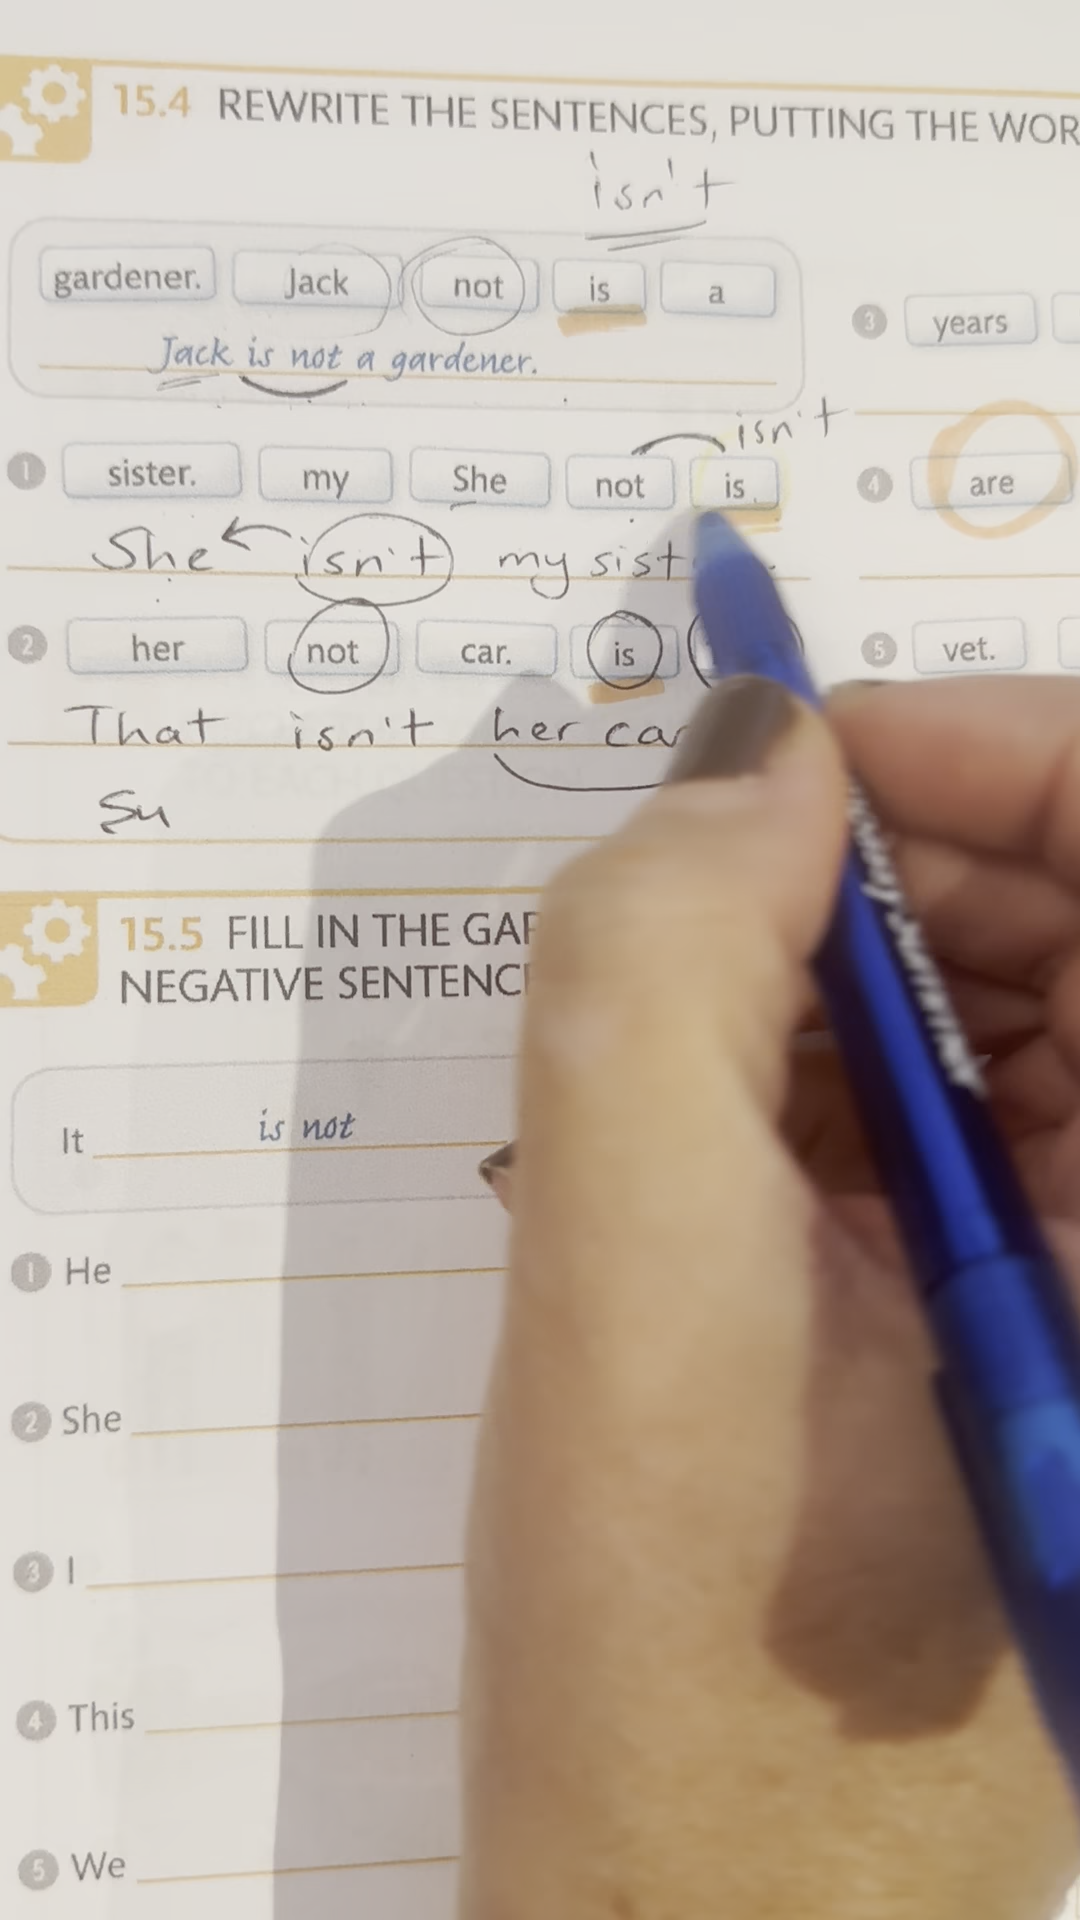 15.4 REWRITE THE SENTENCES, PUTTING THE WOR
isn't
gardener. Jack not is a
Jack is not a gardener.
isn't
1 sister. my She not is
She isn't my sist
2 her not car. is
That isn't her car
Su
3 years
4 are
5 vet.
15.5 FILL IN THE GAP
NEGATIVE SENTENC
It is not
1 He
2 She
3 I
4 This
5 We